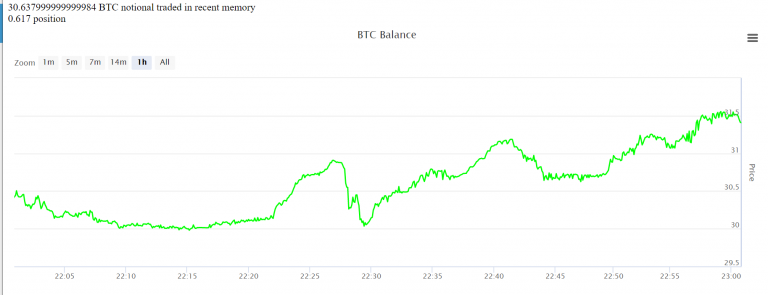 30.637999999999984 BTC notional traded in recent memory
0.617 position
BTC Balance
Zoom 1m 5m 7m 14m 1h All
31.5
31
30.5
30
29.5
Price
22:05 22:10 22:15 22:20 22:25 22:30 22:35 22:40 22:45 22:50 22:55 23:00